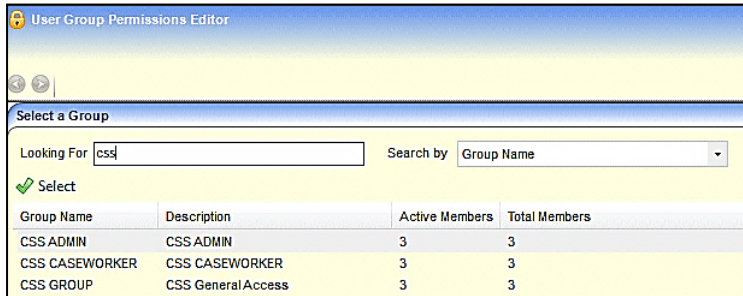 User Group Permissions Editor
Select a Group
Looking For css Search by Group Name
Select
Group Name Description Active Members Total Members
CSS ADMIN CSS ADMIN 3 3
CSS CASEWORKER CSS CASEWORKER 3 3
CSS GROUP CSS General Access 3 3